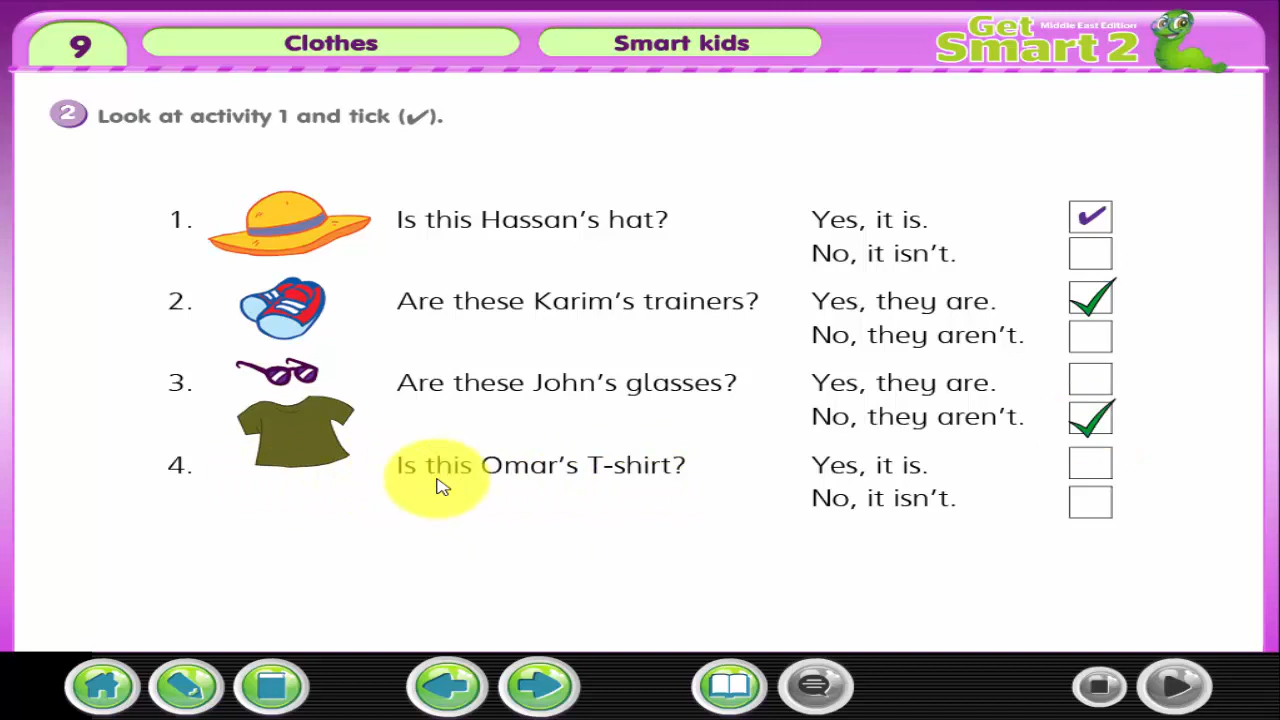 9
Clothes
Smart kids
Get Middle East Edition
Smart 2
2 Look at activity 1 and tick (✔).
1. Is this Hassan's hat? Yes, it is. ✔
No, it isn't.
2. Are these Karim's trainers? Yes, they are. ✔
No, they aren't.
3. Are these John's glasses? Yes, they are.
No, they aren't. ✔
4. Is this Omar's T-shirt? Yes, it is.
No, it isn't.